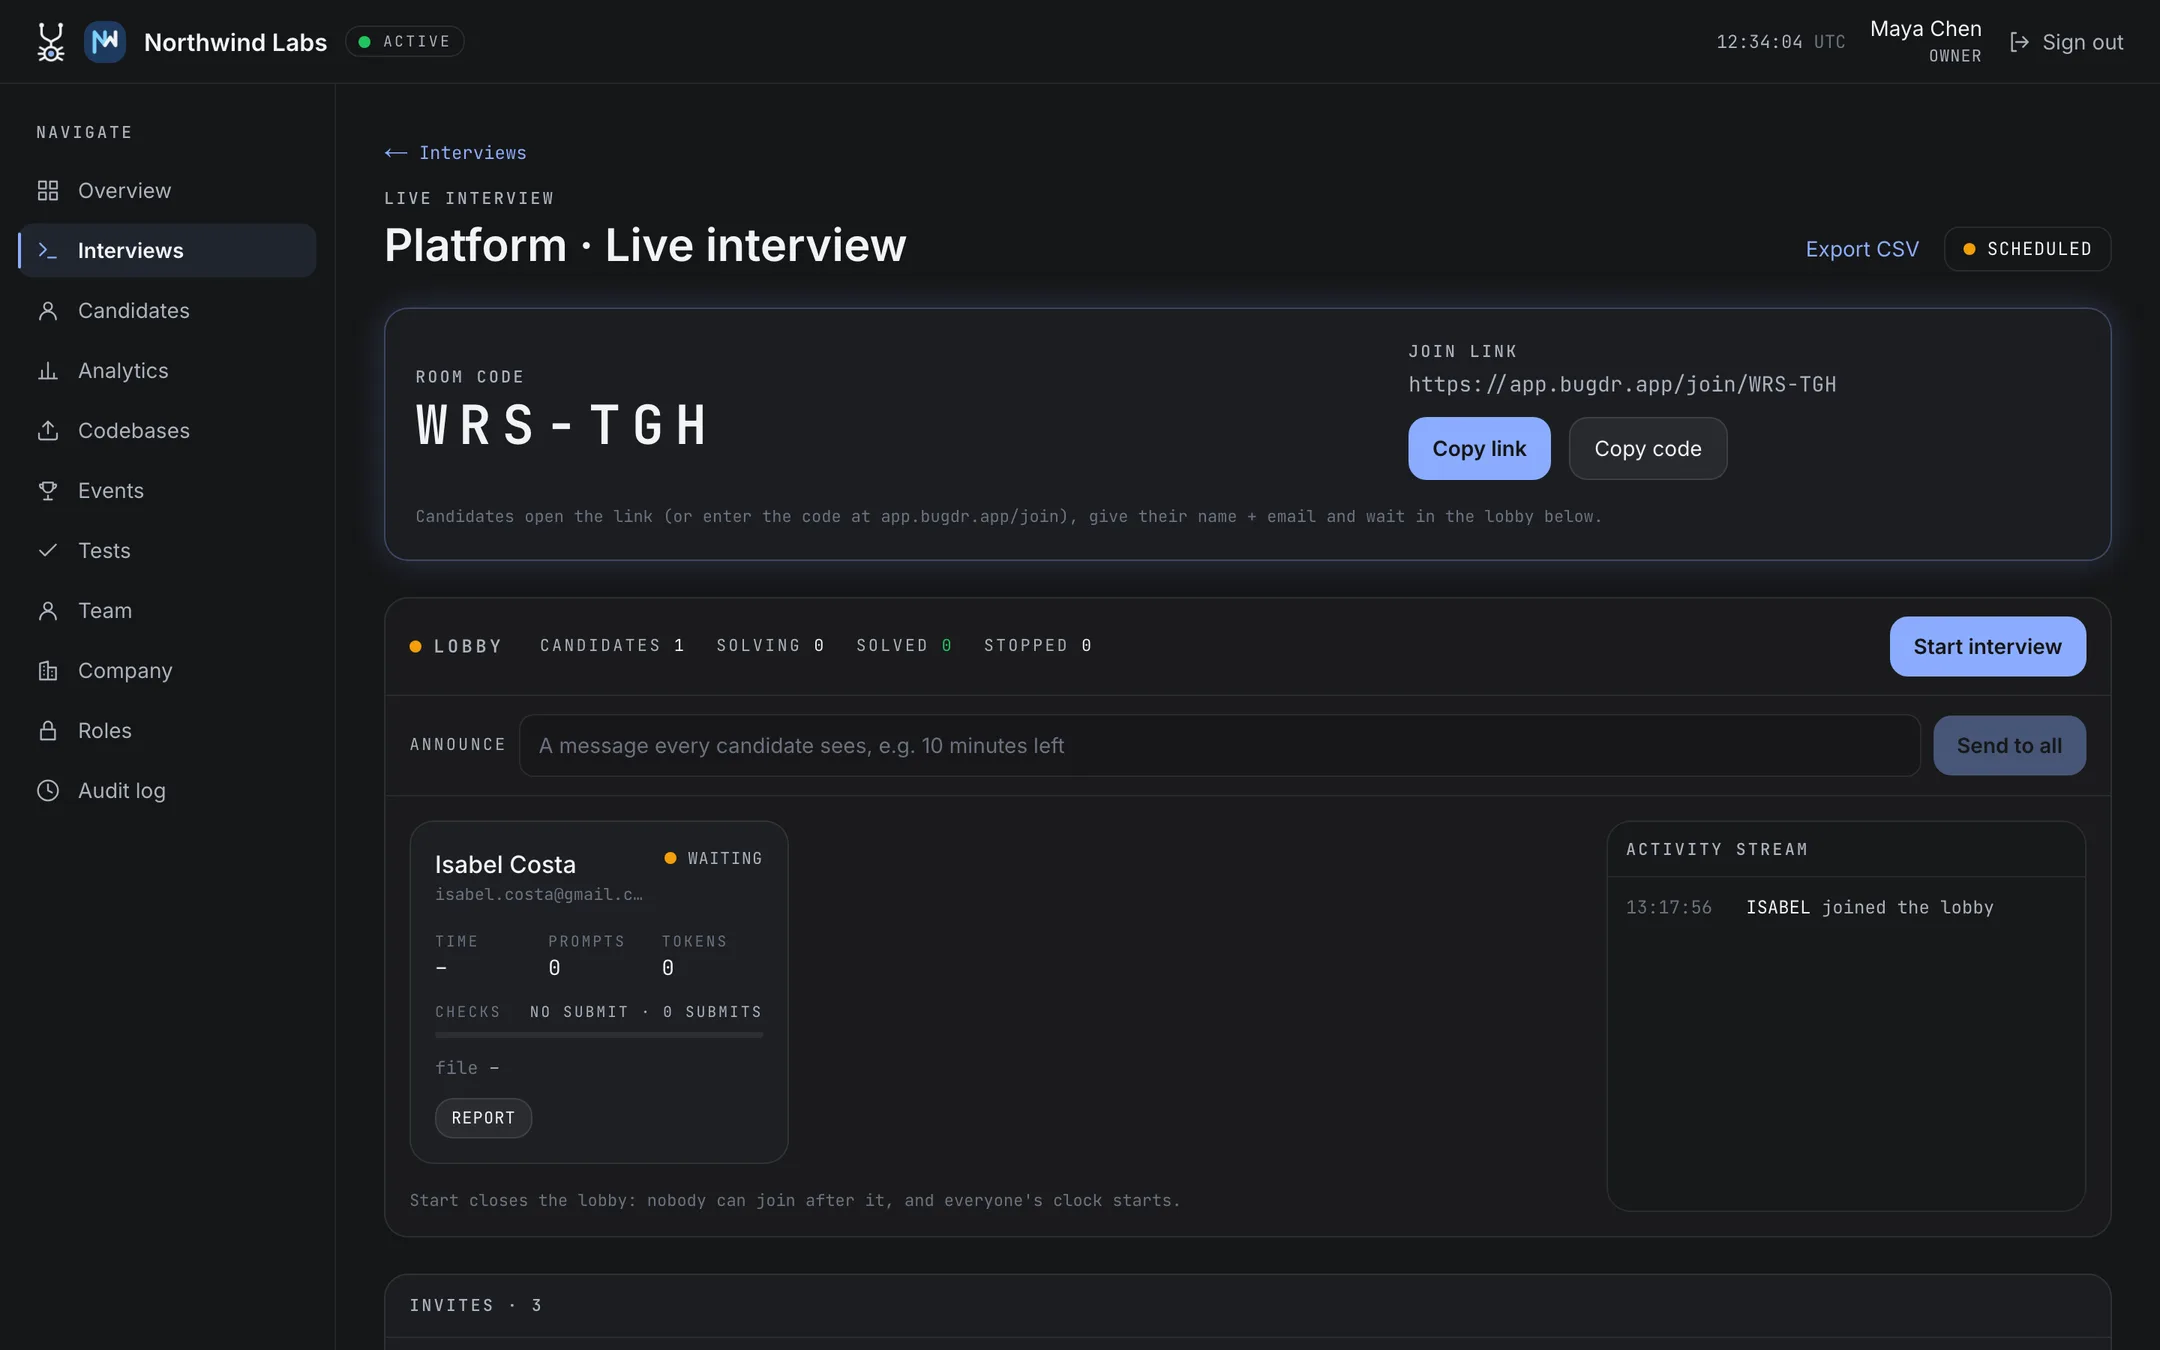 Northwind Labs
ACTIVE
12:34:04 UTC
Maya Chen
OWNER
Sign out
NAVIGATE
Overview
Interviews
Candidates
Analytics
Codebases
Events
Tests
Team
Company
Roles
Audit log
← Interviews
LIVE INTERVIEW
Platform · Live interview
Export CSV
SCHEDULED
ROOM CODE
WRS-TGH
JOIN LINK
https://app.bugdr.app/join/WRS-TGH
Copy link
Copy code
Candidates open the link (or enter the code at app.bugdr.app/join), give their name + email and wait in the lobby below.
LOBBY CANDIDATES 1 SOLVING 0 SOLVED 0 STOPPED 0
Start interview
ANNOUNCE
A message every candidate sees, e.g. 10 minutes left
Send to all
Isabel Costa
WAITING
isabel.costa@gmail.c…
TIME PROMPTS TOKENS
– 0 0
CHECKS NO SUBMIT · 0 SUBMITS
file –
REPORT
ACTIVITY STREAM
13:17:56 ISABEL joined the lobby
Start closes the lobby: nobody can join after it, and everyone's clock starts.
INVITES · 3